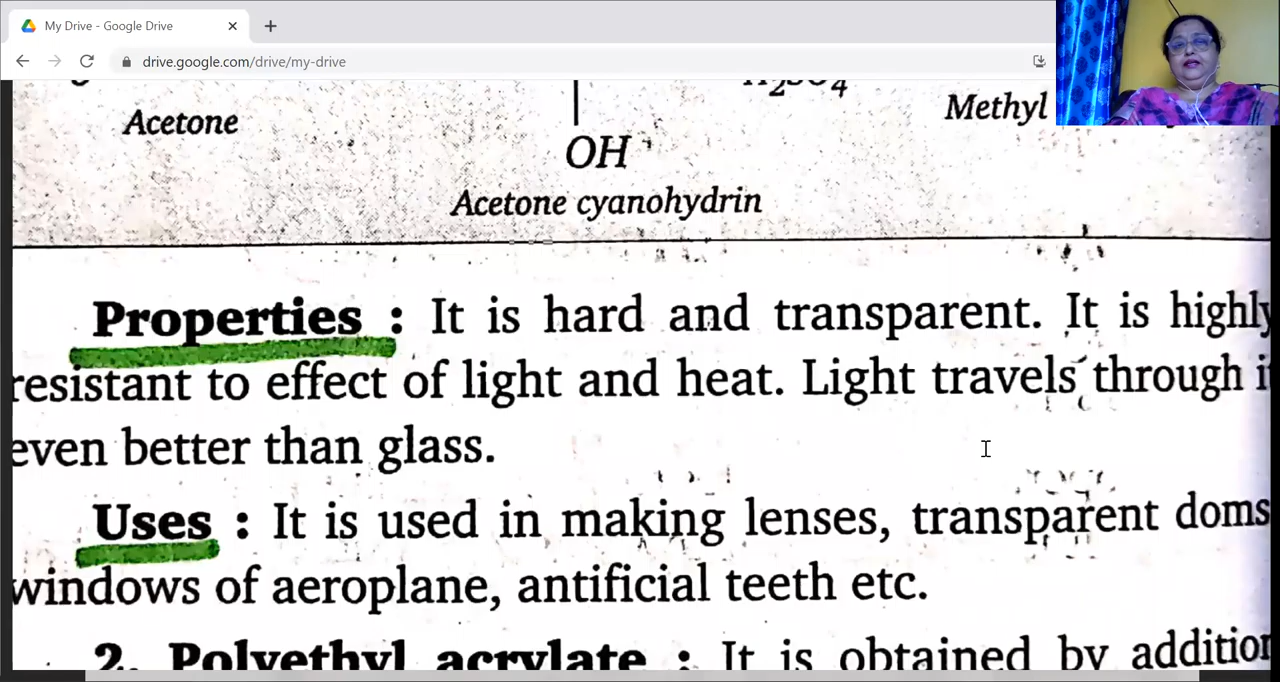 My Drive - Google Drive
drive.google.com/drive/my-drive
Acetone
Methyl
OH
Acetone cyanohydrin
Properties : It is hard and transparent. It is highly
resistant to effect of light and heat. Light travels through
even better than glass.
Uses : It is used in making lenses, transparent doms
windows of aeroplane, antificial teeth etc.
2. Polyethyl acrylate : It is obtained by addition